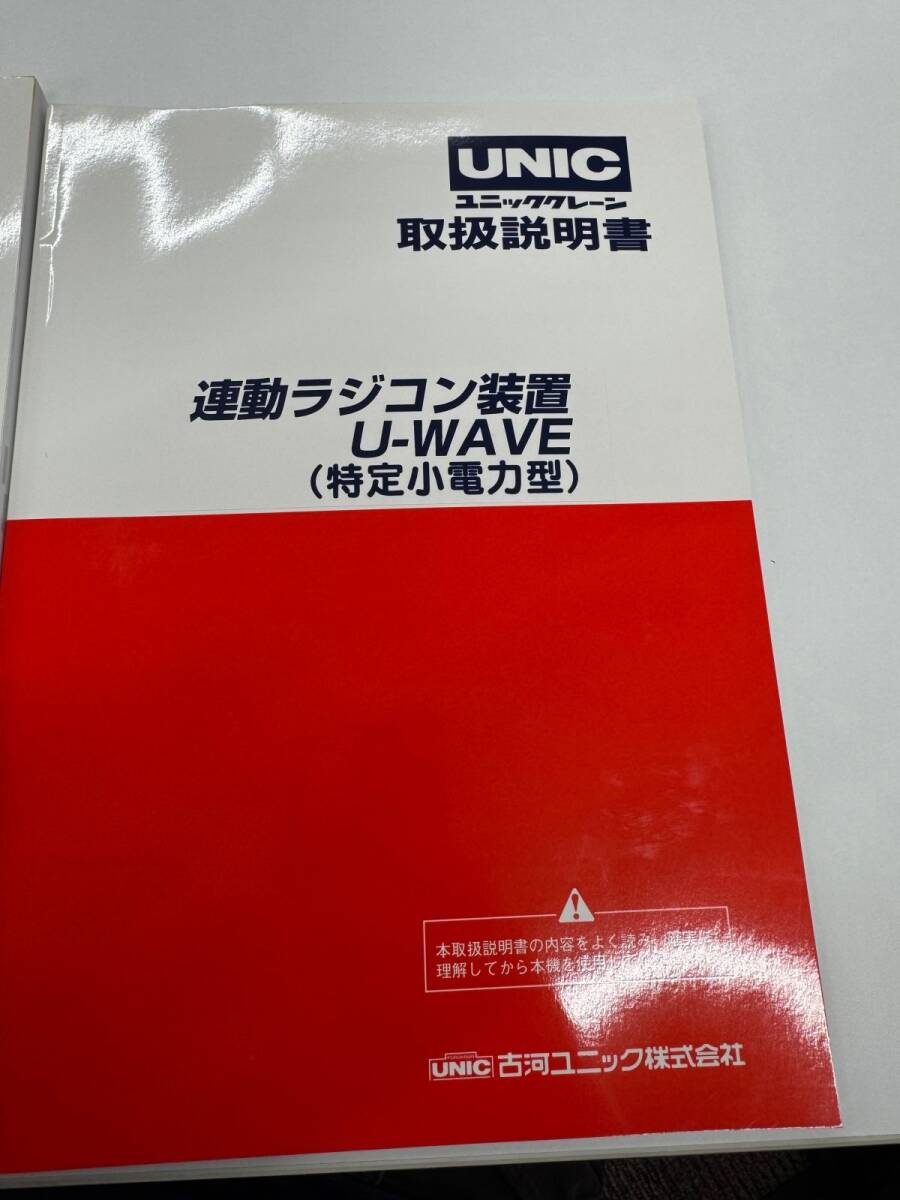 UNIC
ユニッククレーン
取扱説明書
連動ラジコン装置
U-WAVE
(特定小電力型)
本取扱説明書の内容をよく読み、確実に
理解してから本機を使用
UNIC 古河ユニック株式会社